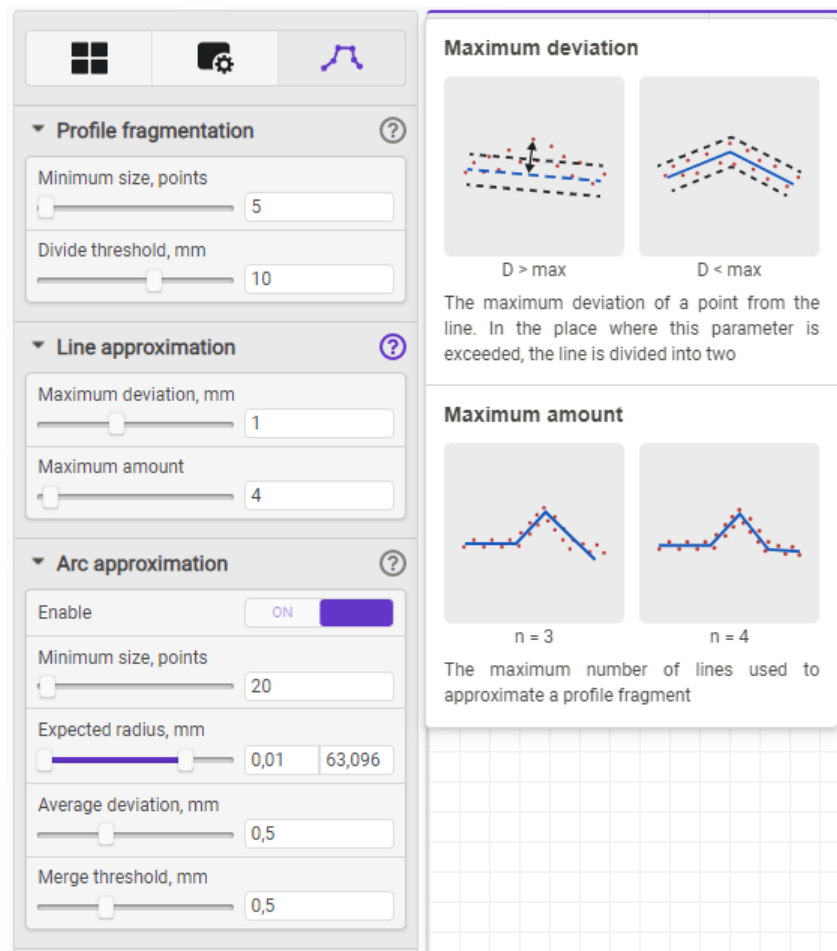 Profile fragmentation
Minimum size, points
5
Divide threshold, mm
10
Line approximation
Maximum deviation, mm
1
Maximum amount
4
Arc approximation
Enable
ON
Minimum size, points
20
Expected radius, mm
0,01
63,096
Average deviation, mm
0,5
Merge threshold, mm
0,5
Maximum deviation
D > max
D < max
The maximum deviation of a point from the
line. In the place where this parameter is
exceeded, the line is divided into two
Maximum amount
n = 3
n = 4
The maximum number of lines used to
approximate a profile fragment